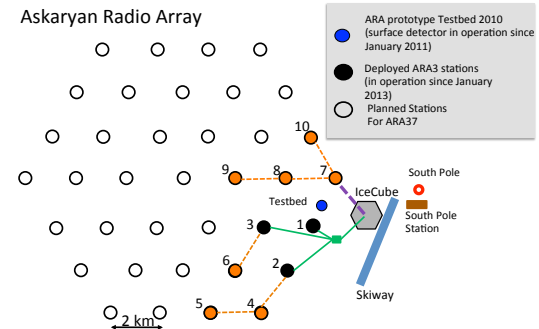 Askaryan Radio Array
ARA prototype Testbed 2010
(surface detector in operation since
January 2011)
Deployed ARA3 stations
(in operation since January
2013)
Planned Stations
For ARA37
10
9
8
7
IceCube
South Pole
South Pole
Station
Testbed
1
3
2
6
Skiway
5
4
2 km